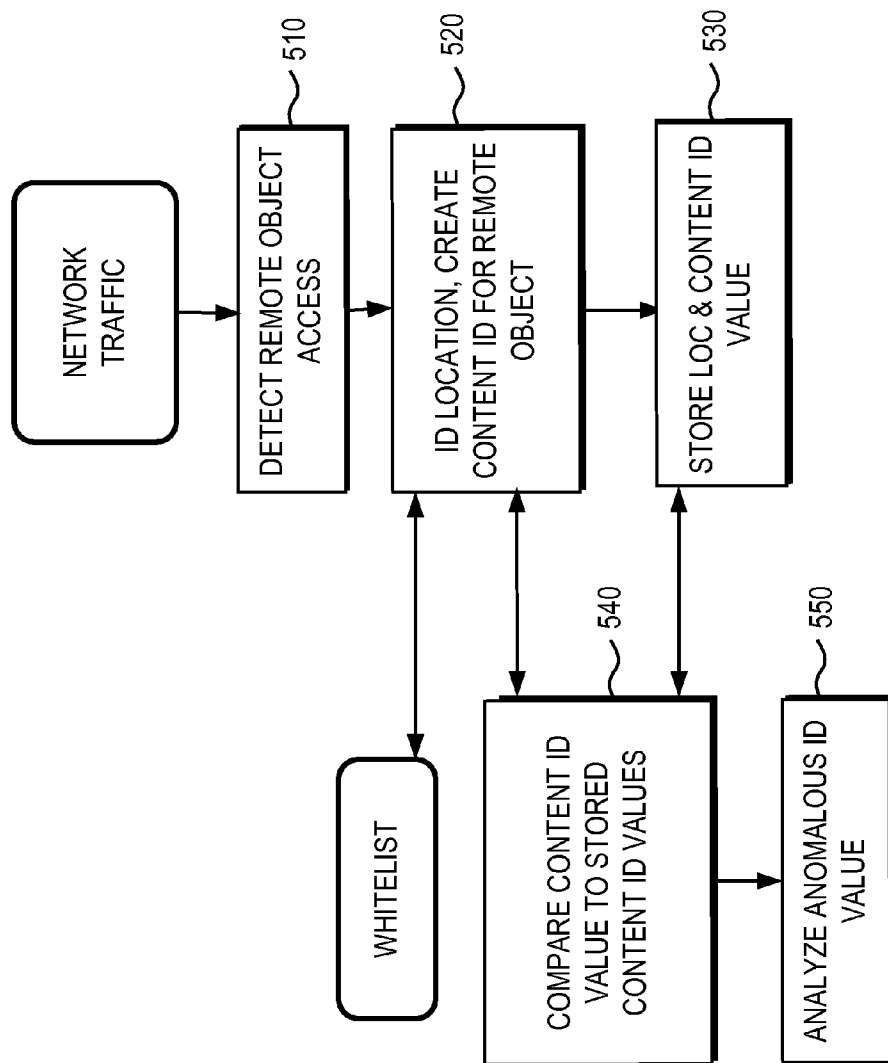 NETWORK
TRAFFIC
510
DETECT REMOTE OBJECT
ACCESS
520
ID LOCATION, CREATE
CONTENT ID FOR REMOTE
OBJECT
530
STORE LOC & CONTENT ID
VALUE
WHITELIST
540
COMPARE CONTENT ID
VALUE TO STORED
CONTENT ID VALUES
550
ANALYZE ANOMALOUS ID
VALUE